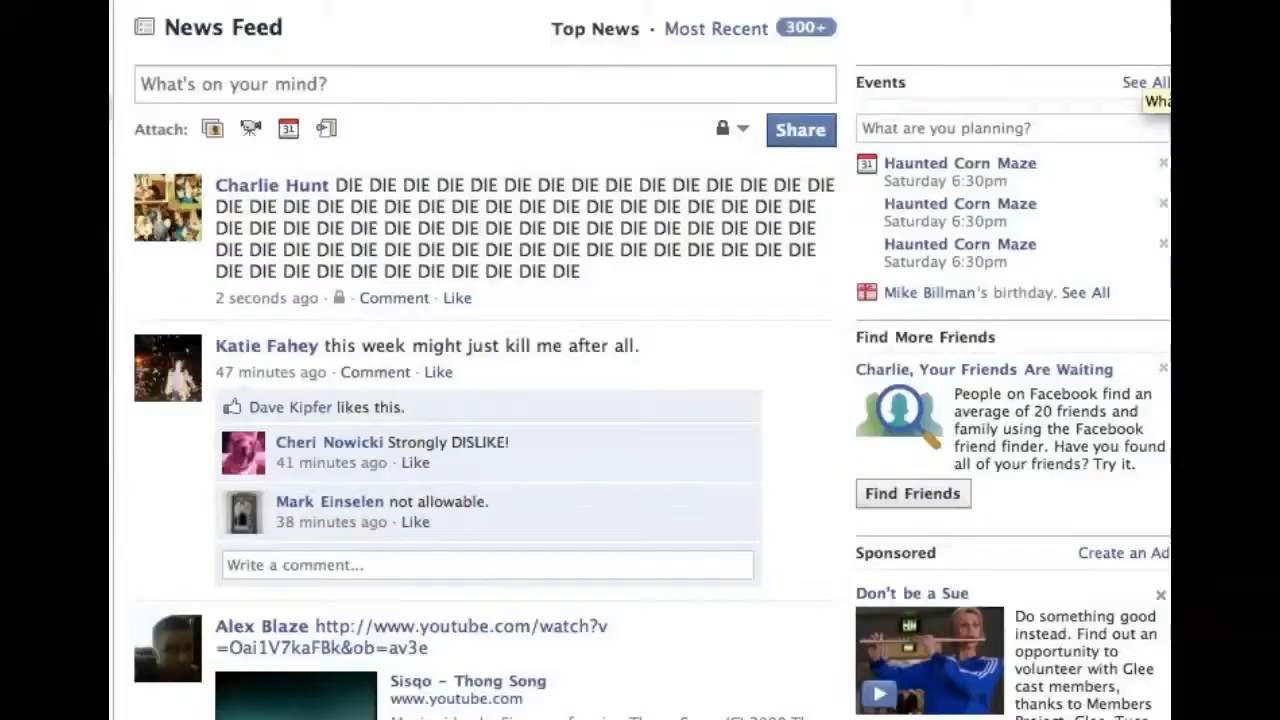 News Feed
Top News · Most Recent 300+
What's on your mind?
Attach: 31
Share
Charlie Hunt DIE DIE DIE DIE DIE DIE DIE DIE DIE DIE DIE DIE DIE DIE DIE
DIE DIE DIE DIE DIE DIE DIE DIE DIE DIE DIE DIE DIE DIE DIE DIE DIE DIE
DIE DIE DIE DIE DIE DIE DIE DIE DIE DIE DIE DIE DIE DIE DIE DIE DIE DIE
DIE DIE DIE DIE DIE DIE DIE DIE DIE DIE DIE DIE DIE DIE DIE DIE DIE DIE
DIE DIE DIE DIE DIE DIE DIE DIE DIE DIE DIE
2 seconds ago · Comment · Like
Katie Fahey this week might just kill me after all.
47 minutes ago · Comment · Like
Dave Kipfer likes this.
Cheri Nowicki Strongly DISLIKE!
41 minutes ago · Like
Mark Einselen not allowable.
38 minutes ago · Like
Write a comment...
Alex Blaze http://www.youtube.com/watch?v
=Oai1V7kaFBk&ob=av3e
Sisqo - Thong Song
www.youtube.com
Events
See All
Wha
What are you planning?
31 Haunted Corn Maze
Saturday 6:30pm
Haunted Corn Maze
Saturday 6:30pm
Haunted Corn Maze
Saturday 6:30pm
Mike Billman's birthday. See All
Find More Friends
Charlie, Your Friends Are Waiting
People on Facebook find an
average of 20 friends and
family using the Facebook
friend finder. Have you found
all of your friends? Try it.
Find Friends
Sponsored
Create an Ad
Don't be a Sue
Do something good
instead. Find out an
opportunity to
volunteer with Glee
cast members,
thanks to Members